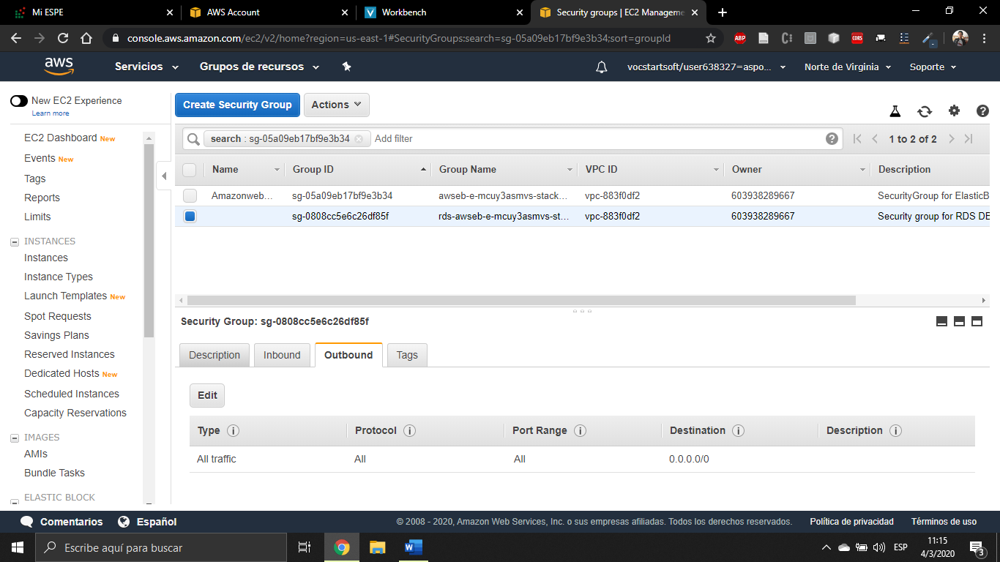 Mi ESPE
AWS Account
Workbench
Security groups | EC2 Manageme
console.aws.amazon.com/ec2/v2/home?region=us-east-1#SecurityGroups:search=sg-05a09eb17bf9e3b34;sort=groupId
ABP
CORS
aws
Servicios
Grupos de recursos
vocstartsoft/user638327=aspo...
Norte de Virginia
Soporte
New EC2 Experience
Learn more
EC2 Dashboard New
Events New
Tags
Reports
Limits
INSTANCES
Instances
Instance Types
Launch Templates New
Spot Requests
Savings Plans
Reserved Instances
Dedicated Hosts New
Scheduled Instances
Capacity Reservations
IMAGES
AMIs
Bundle Tasks
ELASTIC BLOCK
Create Security Group
Actions
search : sg-05a09eb17bf9e3b34
Add filter
1 to 2 of 2
Name Group ID Group Name VPC ID Owner Description
Amazonweb... sg-05a09eb17bf9e3b34 awseb-e-mcuy3asmvs-stack... vpc-883f0df2 603938289667 SecurityGroup for ElasticB
sg-0808cc5e6c26df85f rds-awseb-e-mcuy3asmvs-st... vpc-883f0df2 603938289667 Security group for RDS DE
Security Group: sg-0808cc5e6c26df85f
Description Inbound Outbound Tags
Edit
Type Protocol Port Range Destination Description
All traffic All All 0.0.0.0/0
Comentarios
Español
© 2008 - 2020, Amazon Web Services, Inc. o sus empresas afiliadas. Todos los derechos reservados.
Política de privacidad
Términos de uso
Escribe aquí para buscar
ESP
11:15
4/3/2020
3